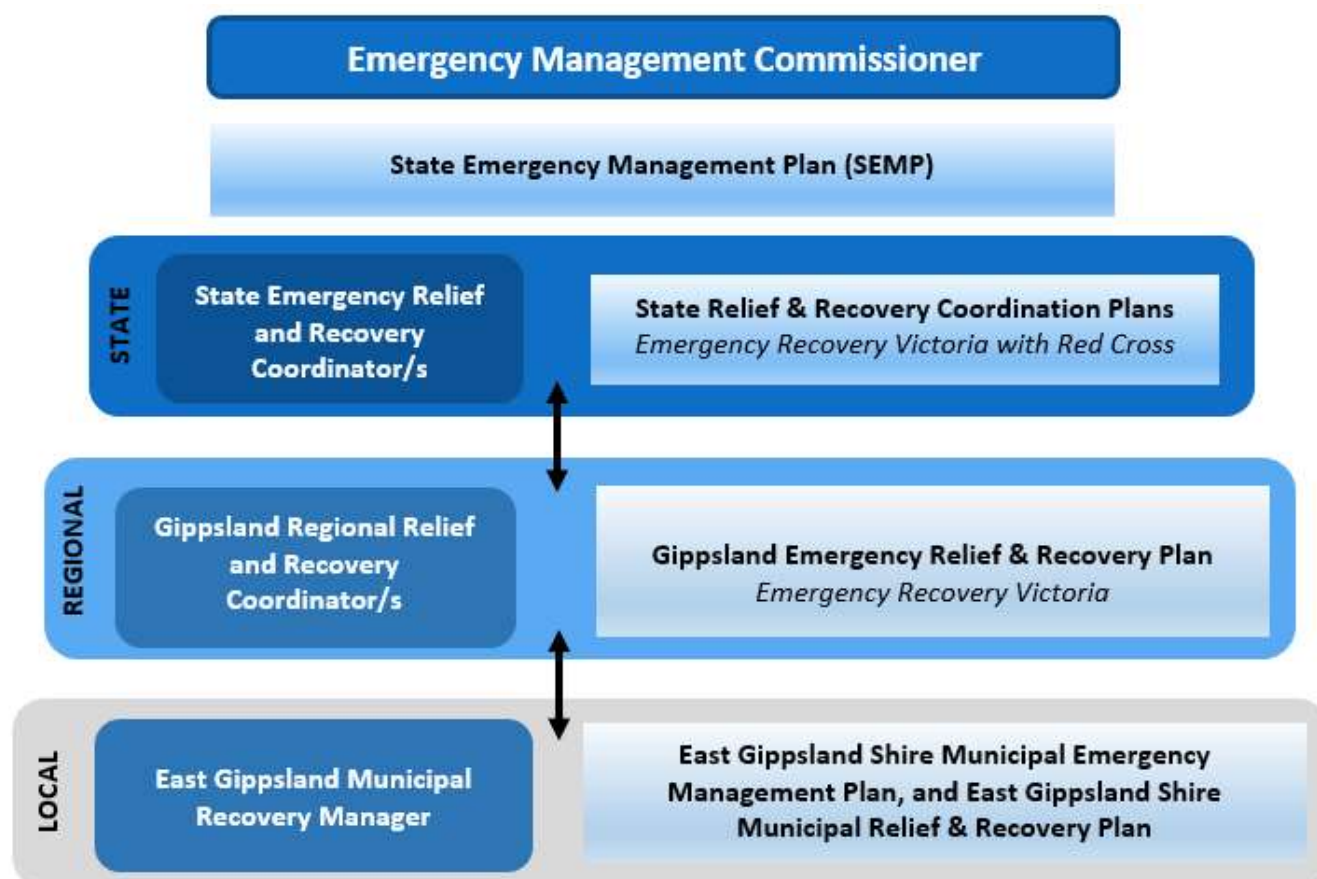 Emergency Management Commissioner
State Emergency Management Plan (SEMP)
STATE
State Emergency Relief
and Recovery
Coordinator/s
State Relief & Recovery Coordination Plans
Emergency Recovery Victoria with Red Cross
REGIONAL
Gippsland Regional Relief
and Recovery
Coordinator/s
Gippsland Emergency Relief & Recovery Plan
Emergency Recovery Victoria
LOCAL
East Gippsland Municipal
Recovery Manager
East Gippsland Shire Municipal Emergency
Management Plan, and East Gippsland Shire
Municipal Relief & Recovery Plan